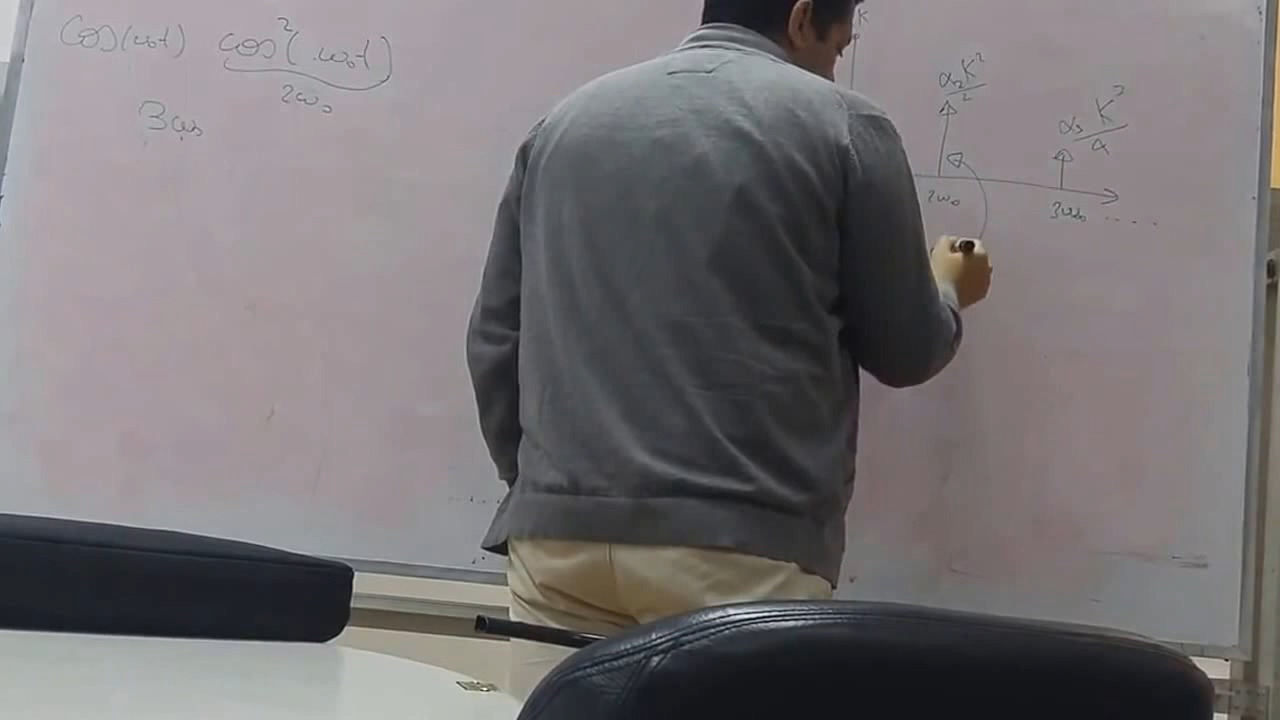 cos(ω₀t) cos²(ω₀t)
2ω₀
3ω₀
K
α₂K²/2
α₃K³/4
2ω₀
3ω₀ ....